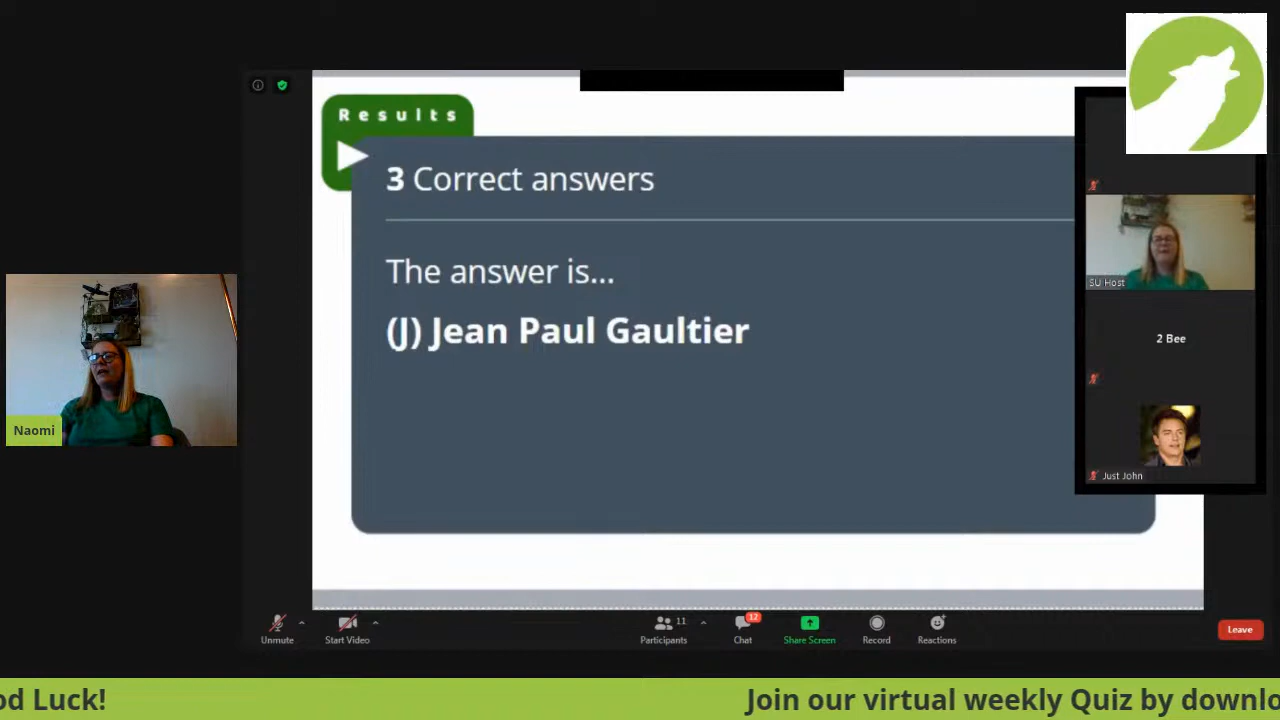 Results
3 Correct answers
The answer is...
(J) Jean Paul Gaultier
SU Host
2 Bee
Just John
Naomi
Unmute
Start Video
11
Participants
12
Chat
Share Screen
Record
Reactions
Leave
od Luck!
Join our virtual weekly Quiz by downlo